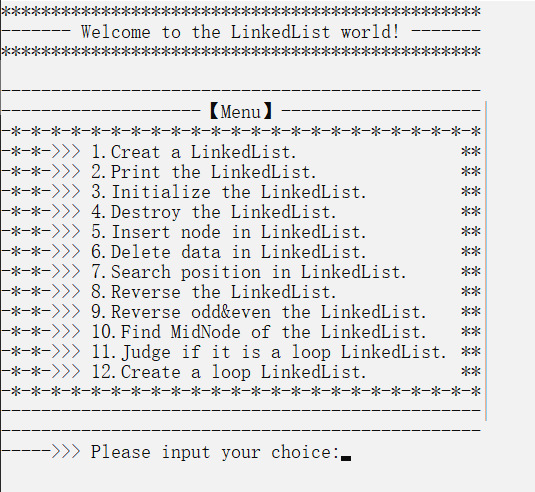 ************************************************
------- Welcome to the LinkedList world! -------
************************************************
------------------------------------------------
--------------------【Menu】--------------------
-*-*-*-*-*-*-*-*-*-*-*-*-*-*-*-*-*-*-*-*-*-*-*-*
-*-*->>> 1.Creat a LinkedList. **
-*-*->>> 2.Print the LinkedList. **
-*-*->>> 3.Initialize the LinkedList. **
-*-*->>> 4.Destroy the LinkedList. **
-*-*->>> 5.Insert node in LinkedList. **
-*-*->>> 6.Delete data in LinkedList. **
-*-*->>> 7.Search position in LinkedList. **
-*-*->>> 8.Reverse the LinkedList. **
-*-*->>> 9.Reverse odd&even the LinkedList. **
-*-*->>> 10.Find MidNode of the LinkedList. **
-*-*->>> 11.Judge if it is a loop LinkedList. **
-*-*->>> 12.Create a loop LinkedList. **
-*-*-*-*-*-*-*-*-*-*-*-*-*-*-*-*-*-*-*-*-*-*-*-*
------------------------------------------------
------------------------------------------------
----->>> Please input your choice: